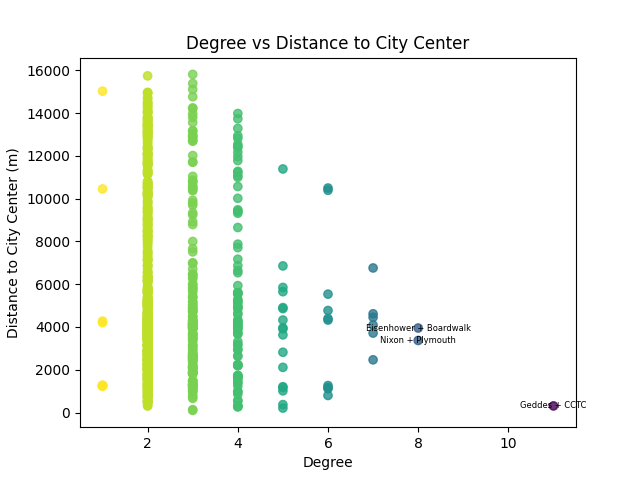 Degree vs Distance to City Center
Distance to City Center (m)
16000
14000
12000
10000
8000
6000
4000
2000
0
Eisenhower + Boardwalk
Nixon + Plymouth
Geddes + CCTC
2 4 6 8 10
Degree